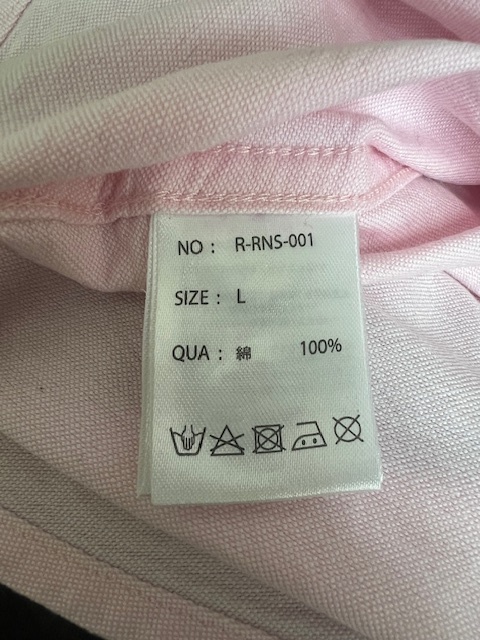 NO : R-RNS-001
SIZE : L
QUA : 綿 100%